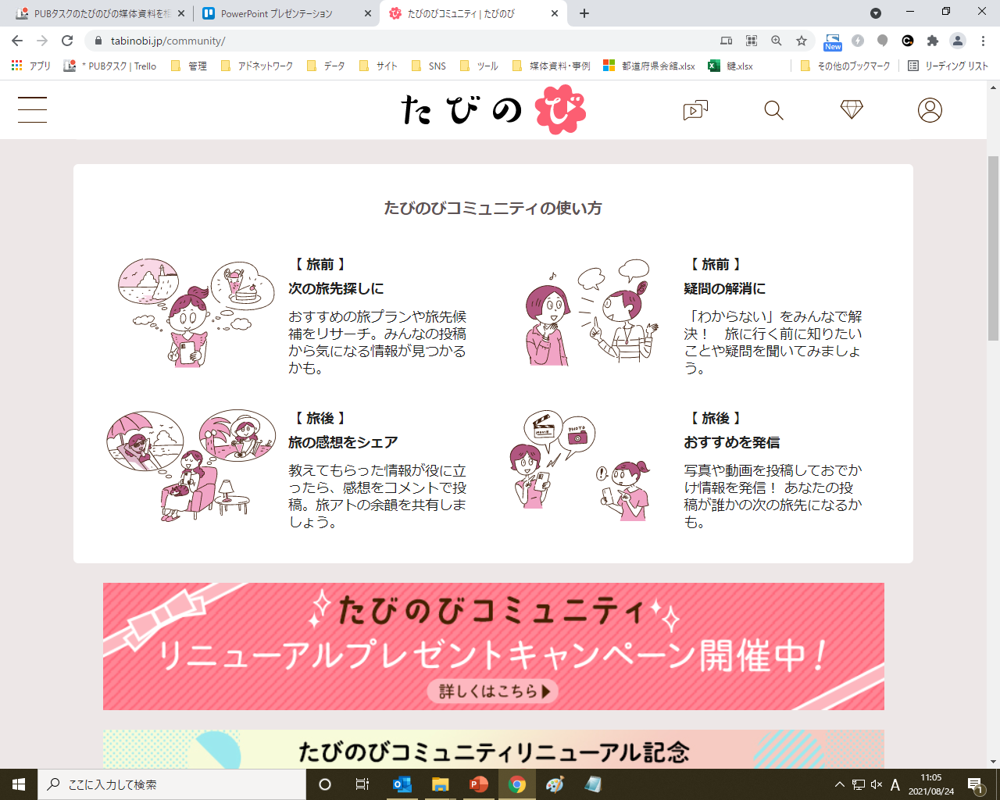 PUBタスクのたびのびの媒体資料を相
PowerPoint プレゼンテーション
たびのびコミュニティ | たびのび
tabinobi.jp/community/
New
アプリ
* PUBタスク | Trello
管理
アドネットワーク
データ
サイト
SNS
ツール
媒体資料・事例
都道府県会館.xlsx
鍵.xlsx
その他のブックマーク
リーディング リスト
たびのび
たびのびコミュニティの使い方
【 旅前 】
次の旅先探しに
おすすめの旅プランや旅先候
補をリサーチ。みんなの投稿
から気になる情報が見つかる
かも。
【 旅前 】
疑問の解消に
「わからない」をみんなで解
決！　旅に行く前に知りたい
ことや疑問を聞いてみましょ
う。
【 旅後 】
旅の感想をシェア
教えてもらった情報が役に立
ったら、感想をコメントで投
稿。旅アトの余韻を共有しま
しょう。
MOVIE
PHOTO
【 旅後 】
おすすめを発信
写真や動画を投稿しておでか
け情報を発信！ あなたの投
稿が誰かの次の旅先になるか
も。
たびのびコミュニティ
リニューアルプレゼントキャンペーン開催中！
詳しくはこちら▶
たびのびコミュニティリニューアル記念
ここに入力して検索
A
11:05
2021/08/24
1